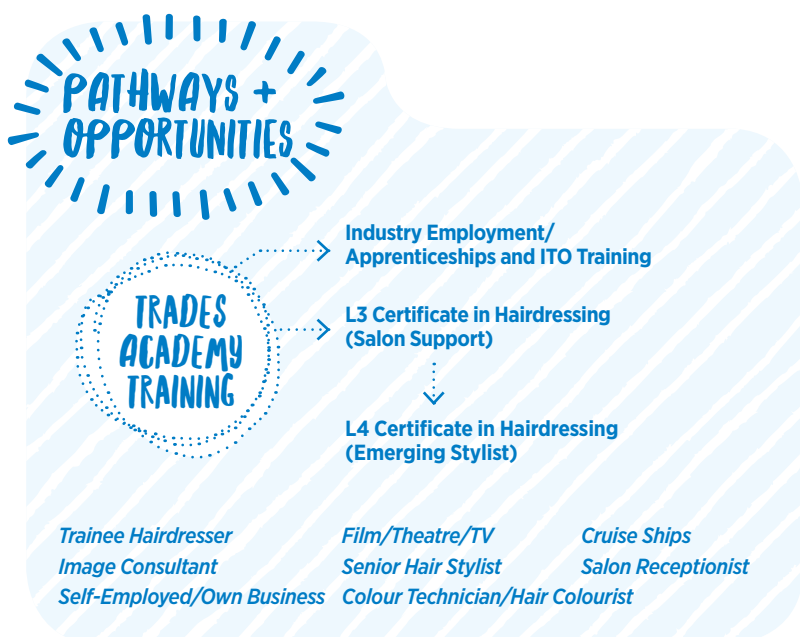 PATHWAYS +
OPPORTUNITIES
TRADES
ACADEMY
TRAINING
Industry Employment/
Apprenticeships and ITO Training
L3 Certificate in Hairdressing
(Salon Support)
L4 Certificate in Hairdressing
(Emerging Stylist)
Trainee Hairdresser
Image Consultant
Self-Employed/Own Business
Film/Theatre/TV
Senior Hair Stylist
Colour Technician/Hair Colourist
Cruise Ships
Salon Receptionist